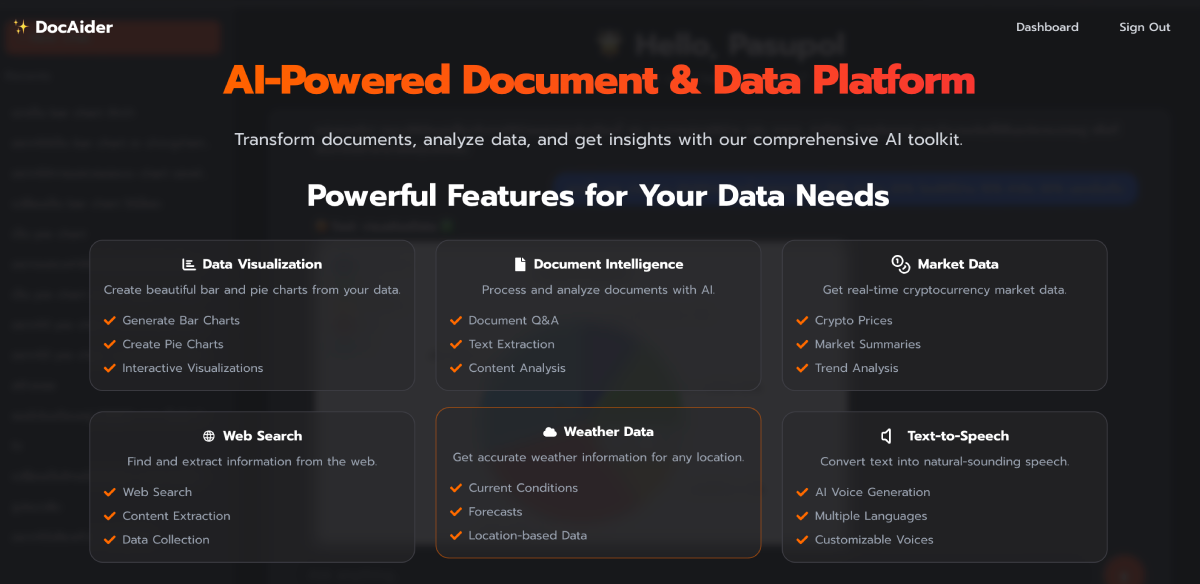 ✨ DocAider
Dashboard
Sign Out
Hello, Pasupol
AI-Powered Document & Data Platform
Transform documents, analyze data, and get insights with our comprehensive AI toolkit.
Powerful Features for Your Data Needs
Data Visualization
Create beautiful bar and pie charts from your data.
Generate Bar Charts
Create Pie Charts
Interactive Visualizations
Document Intelligence
Process and analyze documents with AI.
Document Q&A
Text Extraction
Content Analysis
Market Data
Get real-time cryptocurrency market data.
Crypto Prices
Market Summaries
Trend Analysis
Web Search
Find and extract information from the web.
Web Search
Content Extraction
Data Collection
Weather Data
Get accurate weather information for any location.
Current Conditions
Forecasts
Location-based Data
Text-to-Speech
Convert text into natural-sounding speech.
AI Voice Generation
Multiple Languages
Customizable Voices